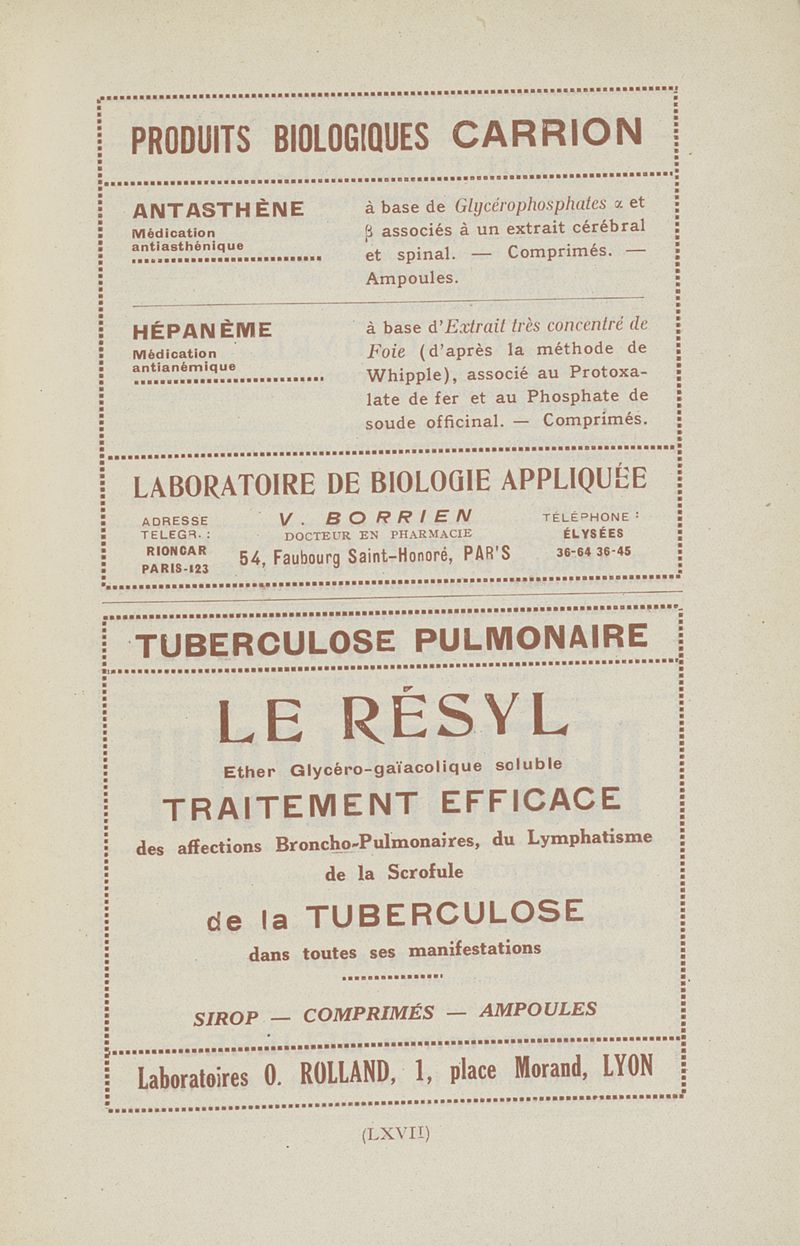 PRODUITS BIOLOGIQUES CARRION
ANTASTHÈNE
Médication
antiasthénique
à base de Glycérophosphates α et
β associés à un extrait cérébral
et spinal. — Comprimés. —
Ampoules.
HÉPANÈME
Médication
antianémique
à base d'Extrait très concentré de
Foie (d'après la méthode de
Whipple), associé au Protoxa-
late de fer et au Phosphate de
soude officinal. — Comprimés.
LABORATOIRE DE BIOLOGIE APPLIQUÉE
ADRESSE
TELEGR. :
RIONCAR
PARIS-123
V. BORRIEN
DOCTEUR EN PHARMACIE
54, Faubourg Saint-Honoré, PAR'S
TÉLÉPHONE :
ÉLYSÉES
36-64 36-45
TUBERCULOSE PULMONAIRE
LE RÉSYL
Ether Glycéro-gaïacolique soluble
TRAITEMENT EFFICACE
des affections Broncho-Pulmonaires, du Lymphatisme
de la Scrofule
de la TUBERCULOSE
dans toutes ses manifestations
SIROP — COMPRIMÉS — AMPOULES
Laboratoires O. ROLLAND, 1, place Morand, LYON
(LXVII)